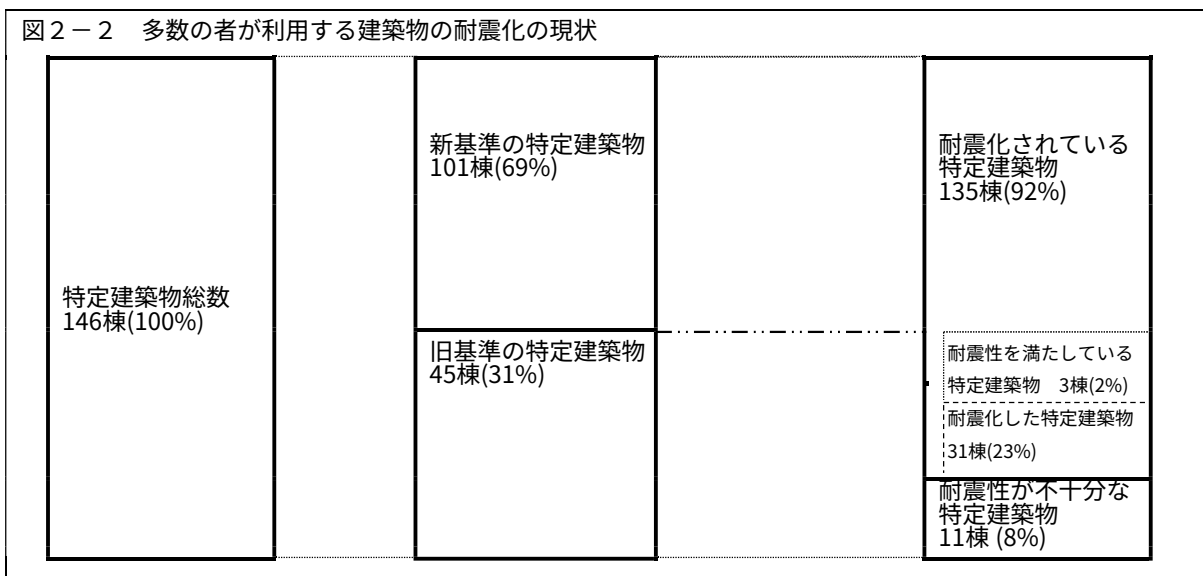 図２－２　多数の者が利用する建築物の耐震化の現状
特定建築物総数
146棟(100%)
新基準の特定建築物
101棟(69%)
旧基準の特定建築物
45棟(31%)
耐震化されている
特定建築物
135棟(92%)
耐震性を満たしている
特定建築物　3棟(2%)
耐震化した特定建築物
31棟(23%)
耐震性が不十分な
特定建築物
11棟 (8%)